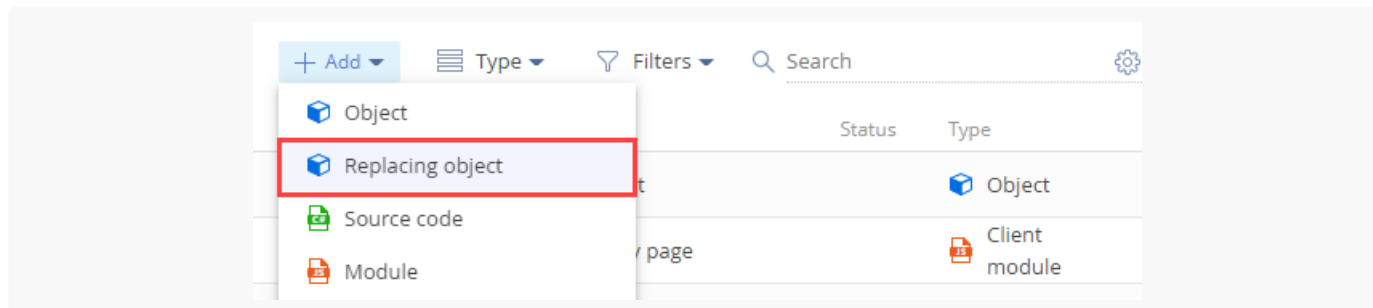 + Add Type Filters Search
Object
Status Type
Replacing object
t Object
Source code
y page Client
module
Module